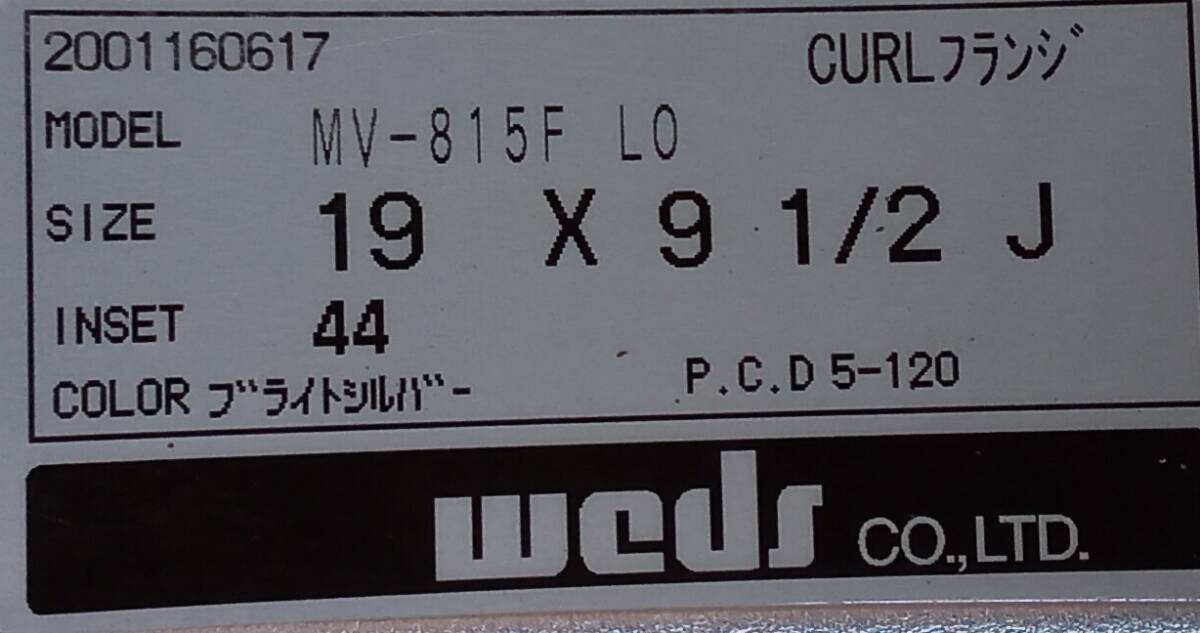 2001160617 CURLフランジ
MODEL MV-815F LO
SIZE 19 X 9 1/2 J
INSET 44
COLOR ブライトシルバー P.C.D 5-120
weds CO.,LTD.